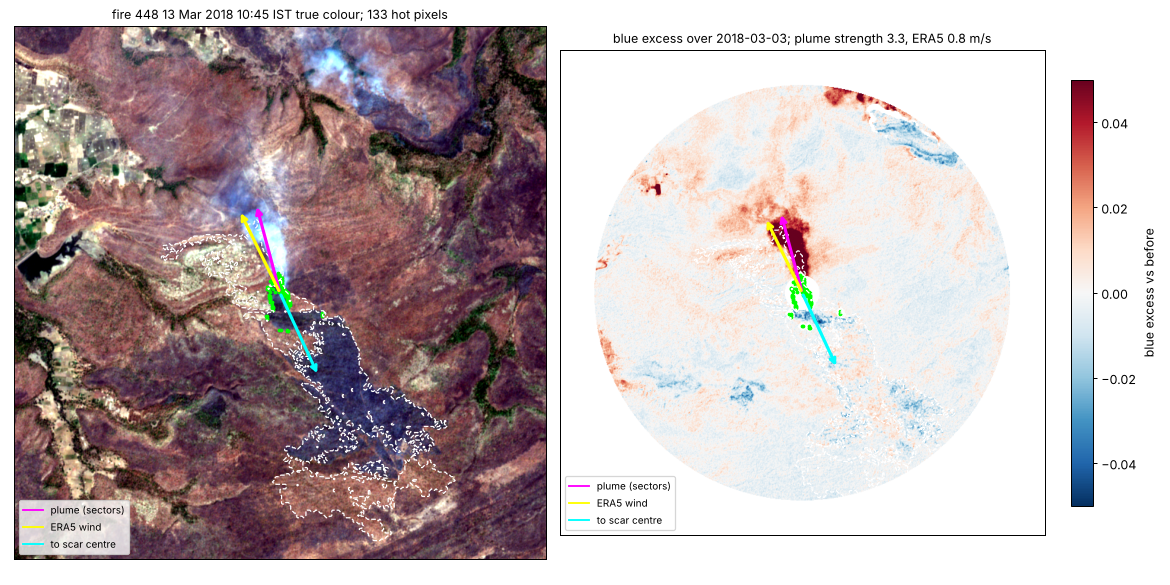 fire 448 13 Mar 2018 10:45 IST true colour; 133 hot pixels
plume (sectors)
ERA5 wind
to scar centre
blue excess over 2018-03-03; plume strength 3.3, ERA5 0.8 m/s
plume (sectors)
ERA5 wind
to scar centre
0.04
0.02
0.00
−0.02
−0.04
blue excess vs before